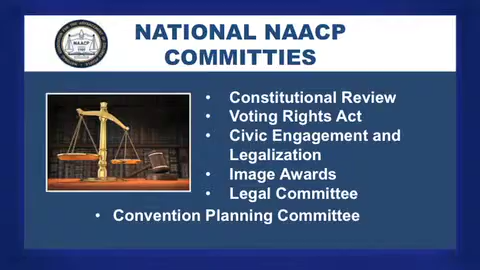 NATIONAL NAACP
COMMITTIES
NAACP
• Constitutional Review
• Voting Rights Act
• Civic Engagement and
Legalization
• Image Awards
• Legal Committee
• Convention Planning Committee